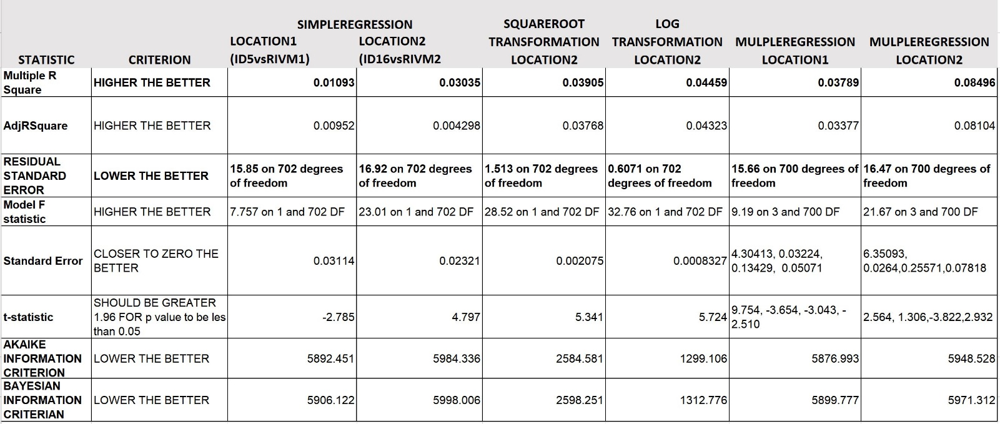 SIMPLEREGRESSION
SQUAREROOT
LOG
LOCATION1
LOCATION2
TRANSFORMATION
TRANSFORMATION
MULPLEREGRESSION
MULPLEREGRESSION
STATISTIC
CRITERION
(ID5vsRIVM1)
(ID16vsRIVM2
LOCATION2
LOCATION2
LOCATION1
LOCATION2
Multiple R
Square
HIGHER THE BETTER
0.01093
0.03035
0.03905
0.04459
0.03789
0.08496
AdjRSquare
HIGHER THE BETTER
0.00952
0.004298
0.03768
0.04323
0.03377
0.08104
RESIDUAL
STANDARD
ERROR
LOWER THE BETTER
15.85 on 702 degrees
of freedom
16.92 on 702 degrees
of freedom
1.513 on 702 degrees
of freedom
0.6071 on 702
degrees of freedom
15.66 on 700 degrees of
freedom
16.47 on 700 degrees of
freedom
Model F
statistic
HIGHER THE BETTER
7.757 on 1 and 702 DF
23.01 on 1 and 702 DF
28.52 on 1 and 702 DF
32.76 on 1 and 702 DF
9.19 on 3 and 700 DF
21.67 on 3 and 700 DF
Standard Error
CLOSER TO ZERO THE
BETTER
0.03114
0.02321
0.002075
0.0008327
4.30413, 0.03224,
0.13429, 0.05071
6.35093,
0.0264,0.25571,0.07818
t-statistic
SHOULD BE GREATER
1.96 FOR p value to be les
than 0.05
-2.785
4.797
5.341
5.724
9.754, -3.654, -3.043, -
2.510
2.564, 1.306,-3.822,2.932
AKAIKE
INFORMATION
CRITERION
LOWER THE BETTER
5892.451
5984.336
2584.581
1299.106
5876.993
5948.528
BAYESIAN
INFORMATION
CRITERIAN
LOWER THE BETTER
5906.122
5998.006
2598.251
1312.776
5899.777
5971.312